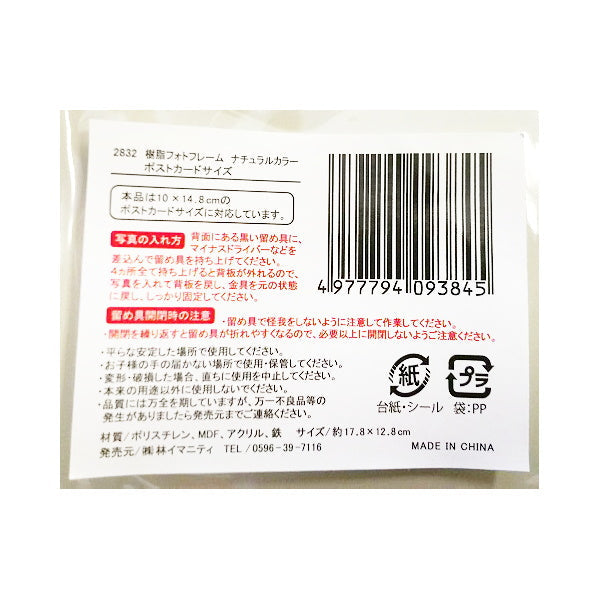 2832 樹脂フォトフレーム ナチュラルカラー
ポストカードサイズ
本品は10×14.8cmの
ポストカードサイズに対応しています。
写真の入れ方 背面にある黒い留め具に、
マイナスドライバーなどを
差込んで留め具を持ち上げてください。
4ヵ所全て持ち上げると背板が外れるので、
写真を入れて背板を戻し、金具を元の状態
に戻し、しっかり固定してください。
4 977794 093845
留め具開閉時の注意 ・留め具で怪我をしないように注意して作業してください。
・開閉を繰り返すと留め具が折れやすくなるので、必要以上に開閉しないようご注意ください。
・平らな安定した場所で使用してください。
・お子様の手の届かない場所で使用・保管してください。
・変形・破損した場合、直ちに使用を中止してください。
・本来の用途以外に使用しないでください。
・品質には万全を期していますが、万一不良品等の
発生がありましたら発売元までご連絡ください。
紙 プラ
台紙・シール 袋:PP
材質/ポリスチレン、MDF、アクリル、鉄 サイズ/約17.8×12.8cm
発売元/㈱林イマニティ TEL/0596-39-7116 MADE IN CHINA